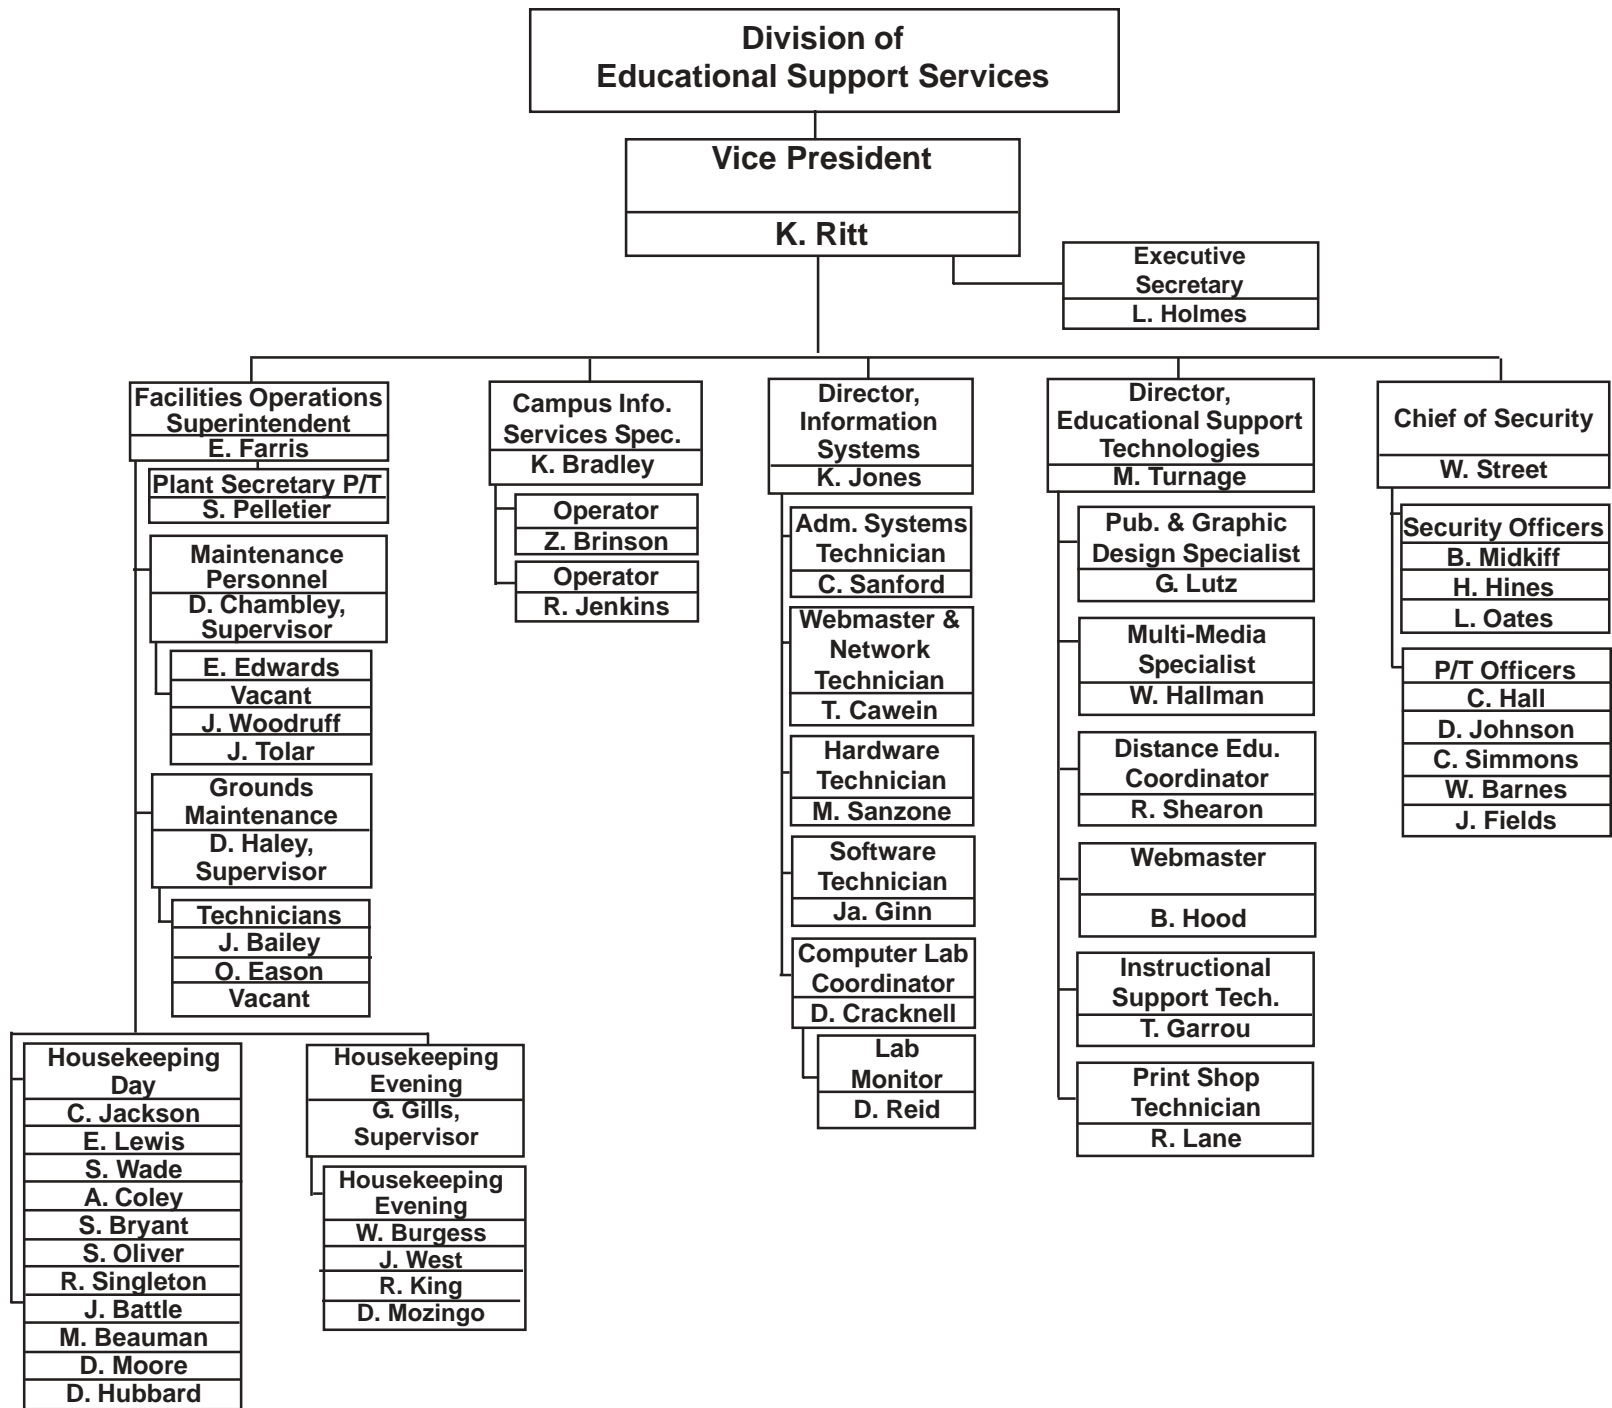 Division of
Educational Support Services
Vice President
K. Ritt
Executive
Secretary
L. Holmes
Facilities Operations
Superintendent
E. Farris
Plant Secretary P/T
S. Pelletier
Maintenance
Personnel
D. Chambley,
Supervisor
E. Edwards
Vacant
J. Woodruff
J. Tolar
Grounds
Maintenance
D. Haley,
Supervisor
Technicians
J. Bailey
O. Eason
Vacant
Housekeeping
Day
C. Jackson
E. Lewis
S. Wade
A. Coley
S. Bryant
S. Oliver
R. Singleton
J. Battle
M. Beauman
D. Moore
D. Hubbard
Housekeeping
Evening
G. Gills,
Supervisor
Housekeeping
Evening
W. Burgess
J. West
R. King
D. Mozingo
Campus Info.
Services Spec.
K. Bradley
Operator
Z. Brinson
Operator
R. Jenkins
Director,
Information
Systems
K. Jones
Adm. Systems
Technician
C. Sanford
Webmaster &
Network
Technician
T. Cawein
Hardware
Technician
M. Sanzone
Software
Technician
Ja. Ginn
Computer Lab
Coordinator
D. Cracknell
Lab
Monitor
D. Reid
Director,
Educational Support
Technologies
M. Turnage
Pub. & Graphic
Design Specialist
G. Lutz
Multi-Media
Specialist
W. Hallman
Distance Edu.
Coordinator
R. Shearon
Webmaster
B. Hood
Instructional
Support Tech.
T. Garrou
Print Shop
Technician
R. Lane
Chief of Security
W. Street
Security Officers
B. Midkiff
H. Hines
L. Oates
P/T Officers
C. Hall
D. Johnson
C. Simmons
W. Barnes
J. Fields